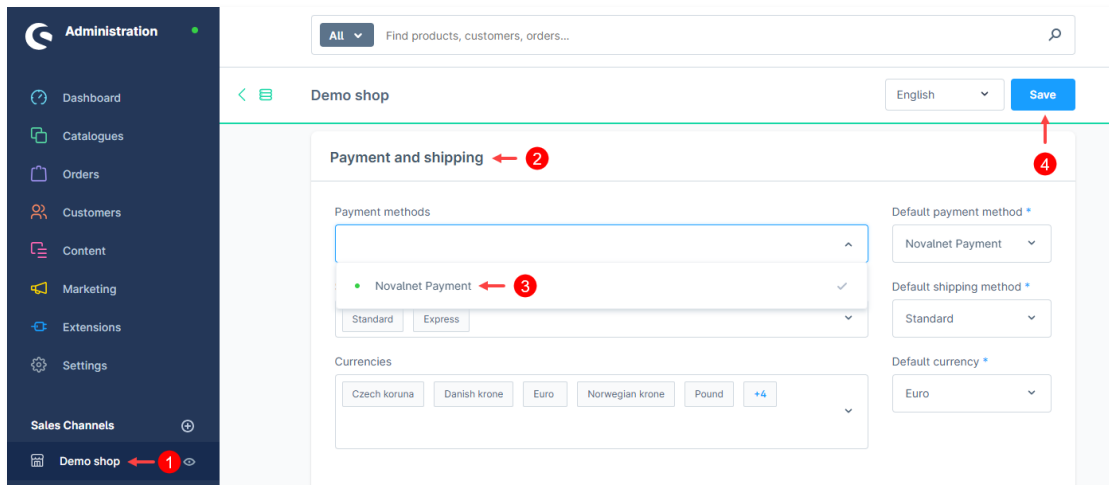 Administration
All
Find products, customers, orders...
Dashboard
Catalogues
Orders
Customers
Content
Marketing
Extensions
Settings
Sales Channels
Demo shop
1
Demo shop
English
Save
4
Payment and shipping
2
Payment methods
Default payment method *
Novalnet Payment
Novalnet Payment
3
Default shipping method *
Standard
Express
Standard
Currencies
Default currency *
Czech koruna
Danish krone
Euro
Norwegian krone
Pound
+4
Euro